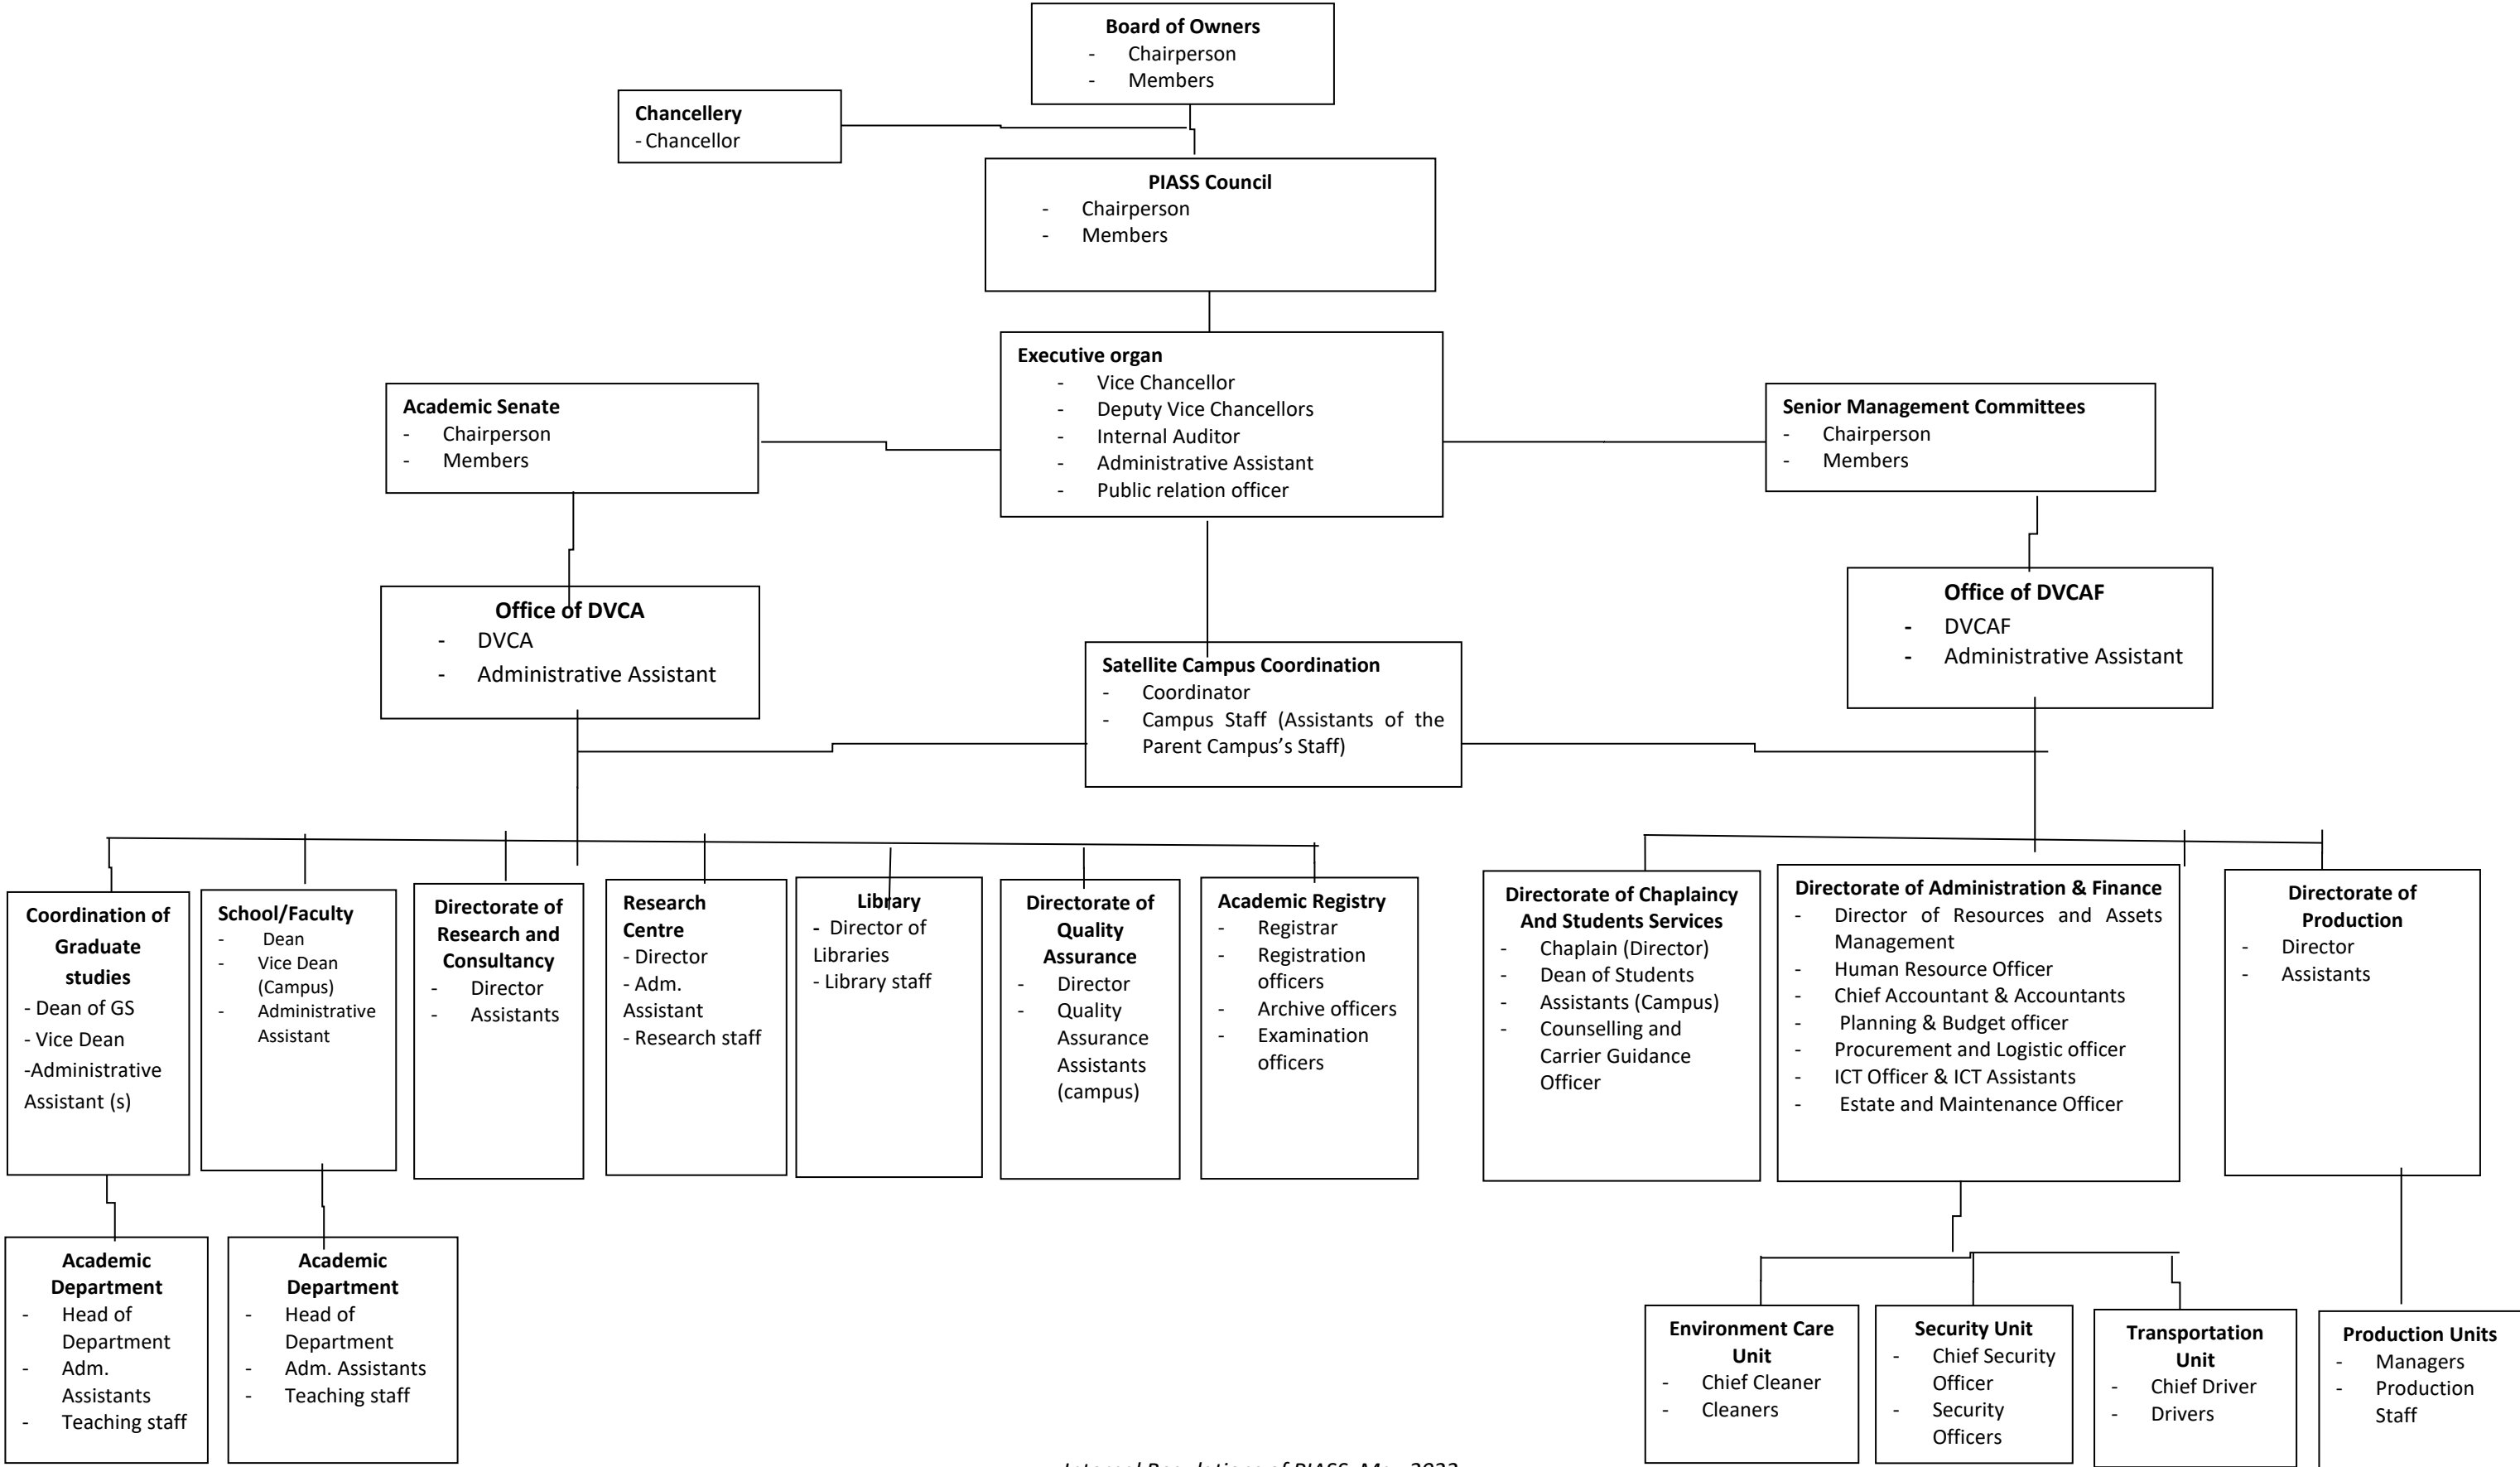 Board of Owners
- Chairperson
- Members
Chancellery
- Chancellor
PIASS Council
- Chairperson
- Members
Executive organ
- Vice Chancellor
- Deputy Vice Chancellors
- Internal Auditor
- Administrative Assistant
- Public relation officer
Academic Senate
- Chairperson
- Members
Senior Management Committees
- Chairperson
- Members
Office of DVCA
- DVCA
- Administrative Assistant
Satellite Campus Coordination
- Coordinator
- Campus Staff (Assistants of the
Parent Campus’s Staff)
Office of DVCAF
- DVCAF
- Administrative Assistant
Coordination of
Graduate
studies
- Dean of GS
- Vice Dean
-Administrative
Assistant (s)
School/Faculty
- Dean
- Vice Dean
(Campus)
- Administrative
Assistant
Directorate of
Research and
Consultancy
- Director
- Assistants
Research
Centre
- Director
- Adm.
Assistant
- Research staff
Library
- Director of
Libraries
- Library staff
Directorate of
Quality
Assurance
- Director
- Quality
Assurance
Assistants
(campus)
Academic Registry
- Registrar
- Registration
officers
- Archive officers
- Examination
officers
Directorate of Chaplaincy
And Students Services
- Chaplain (Director)
- Dean of Students
- Assistants (Campus)
- Counselling and
Carrier Guidance
Officer
Directorate of Administration & Finance
- Director of Resources and Assets
Management
- Human Resource Officer
- Chief Accountant & Accountants
- Planning & Budget officer
- Procurement and Logistic officer
- ICT Officer & ICT Assistants
- Estate and Maintenance Officer
Directorate of
Production
- Director
- Assistants
Academic
Department
- Head of
Department
- Adm.
Assistants
- Teaching staff
Academic
Department
- Head of
Department
- Adm. Assistants
- Teaching staff
Environment Care
Unit
- Chief Cleaner
- Cleaners
Security Unit
- Chief Security
Officer
- Security
Officers
Transportation
Unit
- Chief Driver
- Drivers
Production Units
- Managers
- Production
Staff